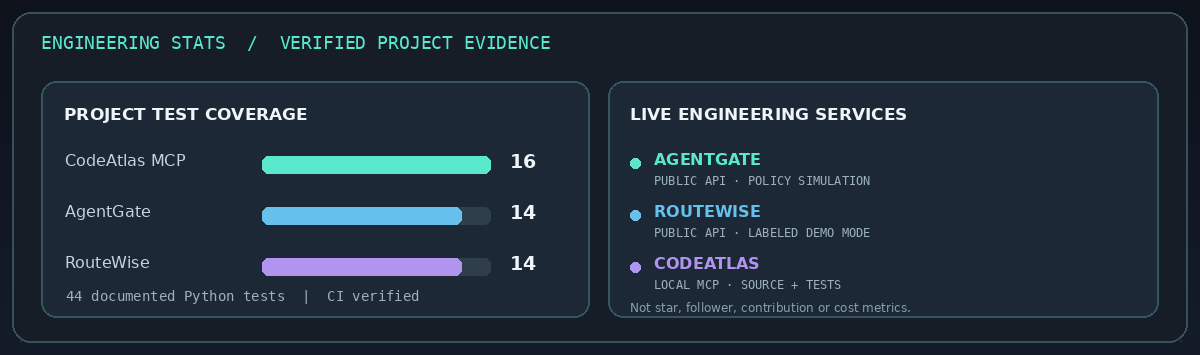 ENGINEERING STATS / VERIFIED PROJECT EVIDENCE
PROJECT TEST COVERAGE
CodeAtlas MCP 16
AgentGate 14
RouteWise 14
44 documented Python tests | CI verified
LIVE ENGINEERING SERVICES
AGENTGATE
PUBLIC API · POLICY SIMULATION
ROUTEWISE
PUBLIC API · LABELED DEMO MODE
CODEATLAS
LOCAL MCP · SOURCE + TESTS
Not star, follower, contribution or cost metrics.